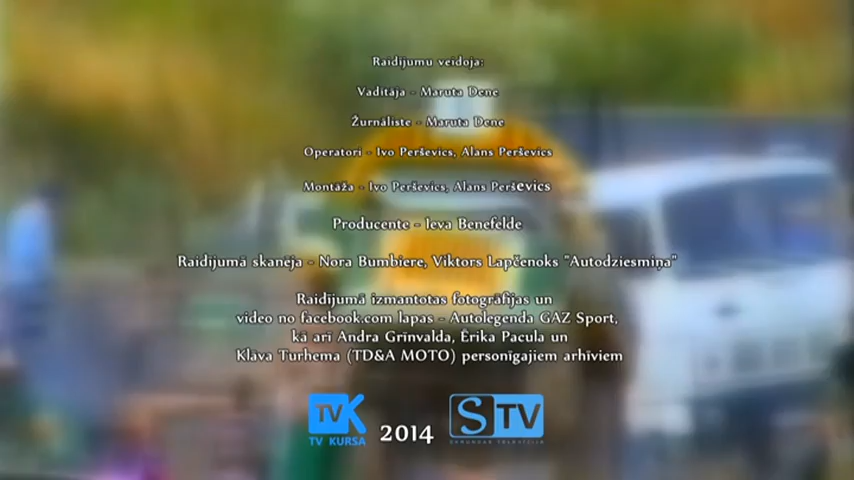 Raidījumu veidoja:
Vadītāja - Maruta Dene
Žurnāliste - Maruta Dene
Operatori - Ivo Perševics, Alans Perševics
Montāža - Ivo Perševics, Alans Perševics
Producente - Ieva Benefelde
Raidījumā skanēja - Nora Bumbiere, Viktors Lapčenoks "Autodziesmiņa"
Raidījumā izmantotas fotogrāfijas un
video no facebook.com lapas - Autolegenda GAZ Sport,
kā arī Andra Grīnvalda, Ērika Pacula un
Klāva Turhema (TD&A MOTO) personīgajiem arhīviem
TVK
TV KURSA
2014
STV
SKRUNDAS TELEVĪZIJA